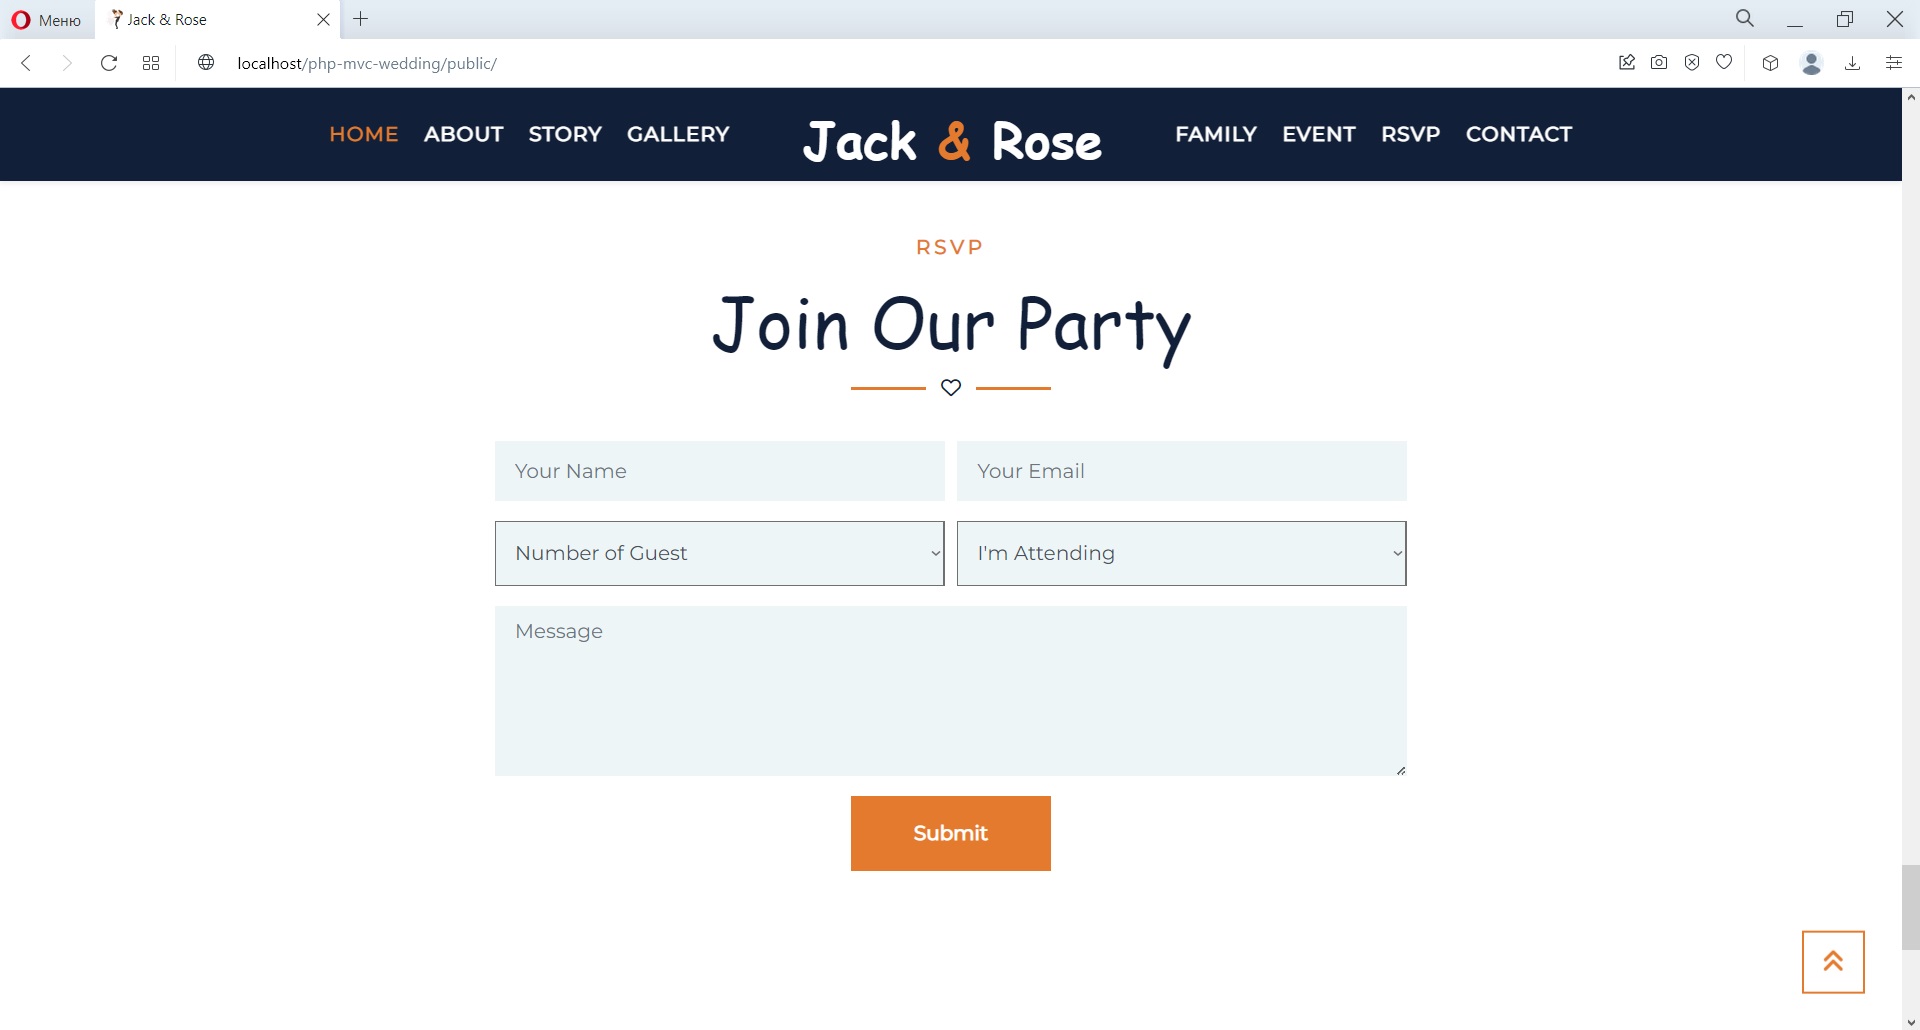 Меню
Jack & Rose
localhost/php-mvc-wedding/public/
HOME ABOUT STORY GALLERY Jack & Rose FAMILY EVENT RSVP CONTACT
RSVP
Join Our Party
Your Name Your Email
Number of Guest I'm Attending
Message
Submit